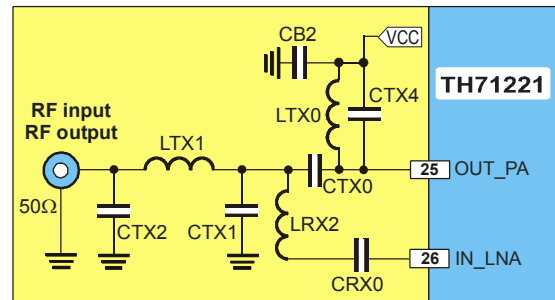 CB2
VCC
TH71221
LTX0
CTX4
RF input
RF output
LTX1
CTX0
25
OUT_PA
50Ω
CTX2
CTX1
LRX2
CRX0
26
IN_LNA